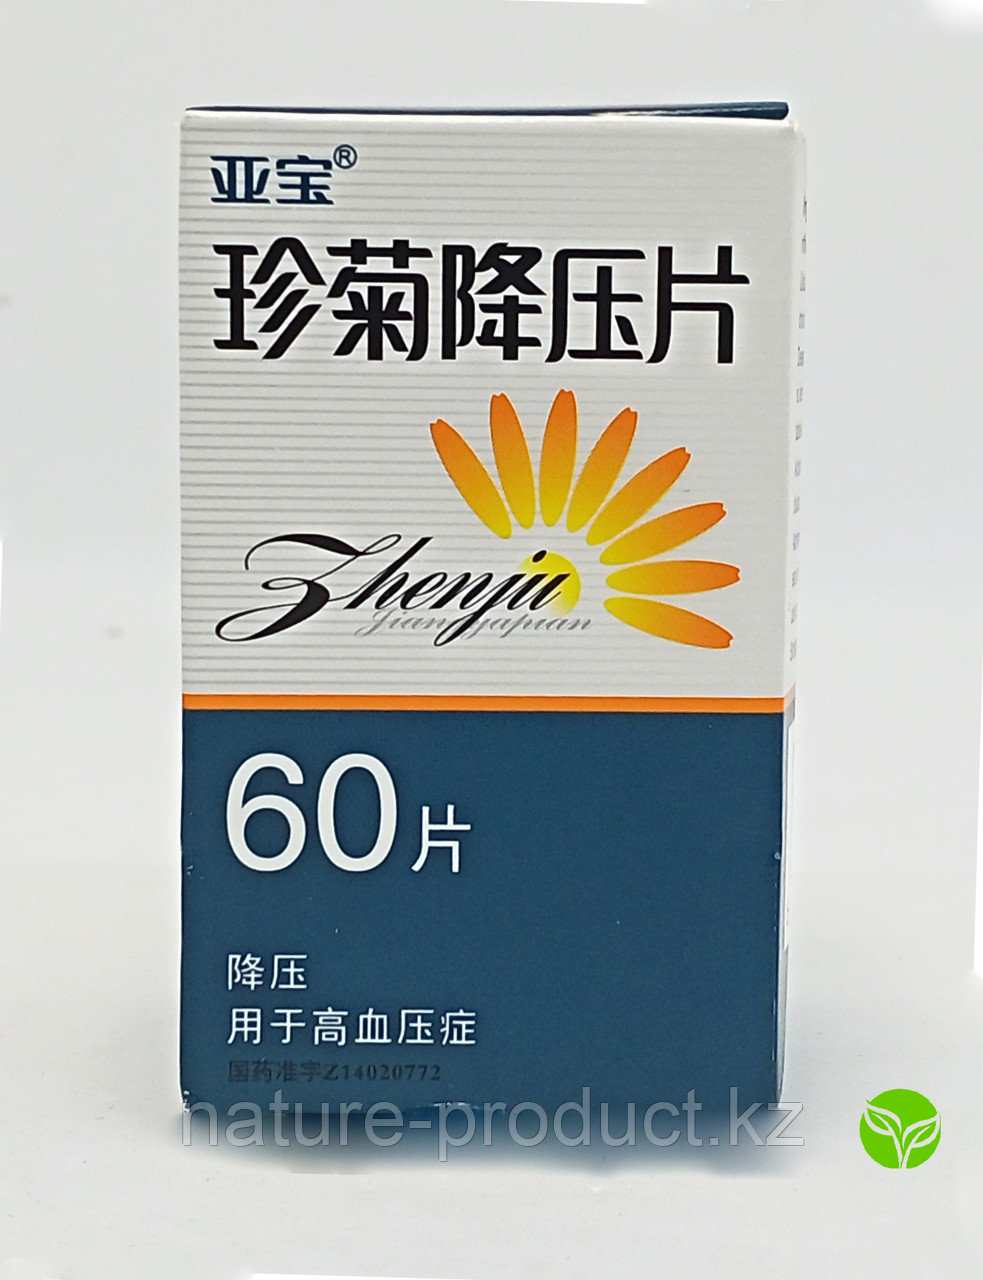 亚宝®
珍菊降压片
Zhenju
jiangyapian
60片
降压
用于高血压症
国药准字Z14020772
nature-product.kz